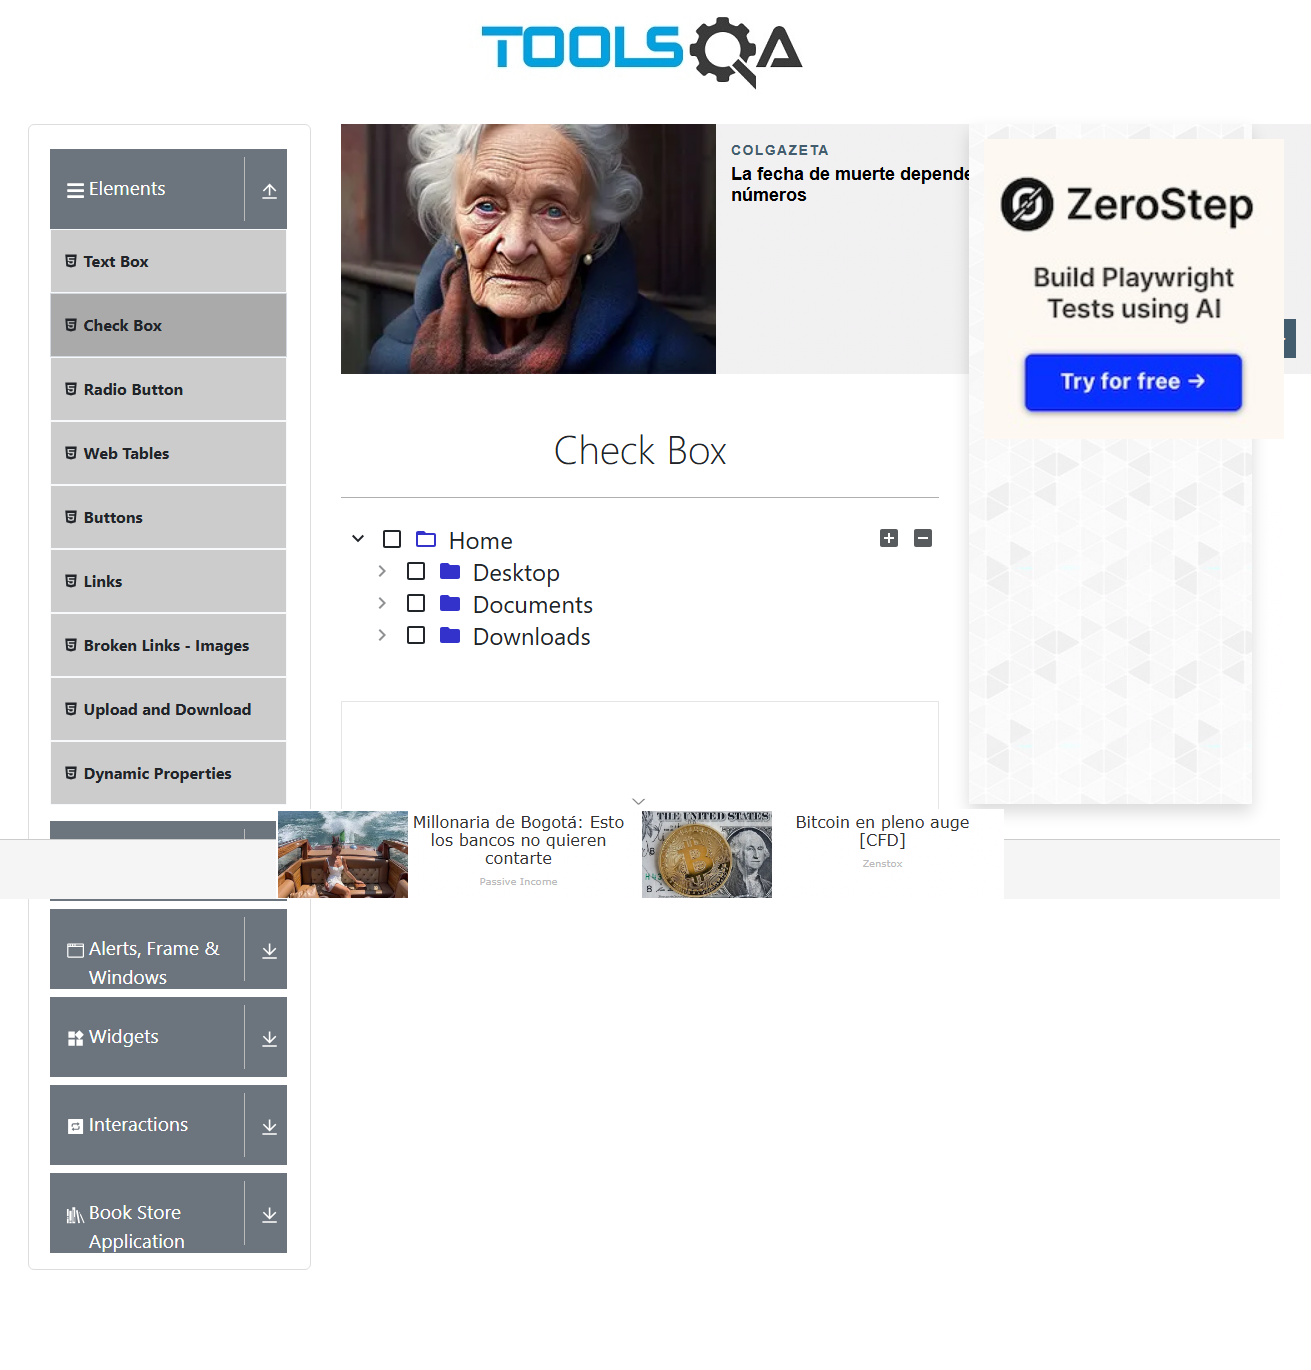 TOOLSQA
Elements
Text Box
Check Box
Radio Button
Web Tables
Buttons
Links
Broken Links - Images
Upload and Download
Dynamic Properties
Alerts, Frame &
Windows
Widgets
Interactions
Book Store
Application
COLGAZETA
La fecha de muerte depende
números
ZeroStep
Build Playwright
Tests using AI
Try for free →
Check Box
Home
Desktop
Documents
Downloads
Millonaria de Bogotá: Esto
los bancos no quieren
contarte
Passive Income
THE UNITED STATES
Bitcoin en pleno auge
[CFD]
Zenstox